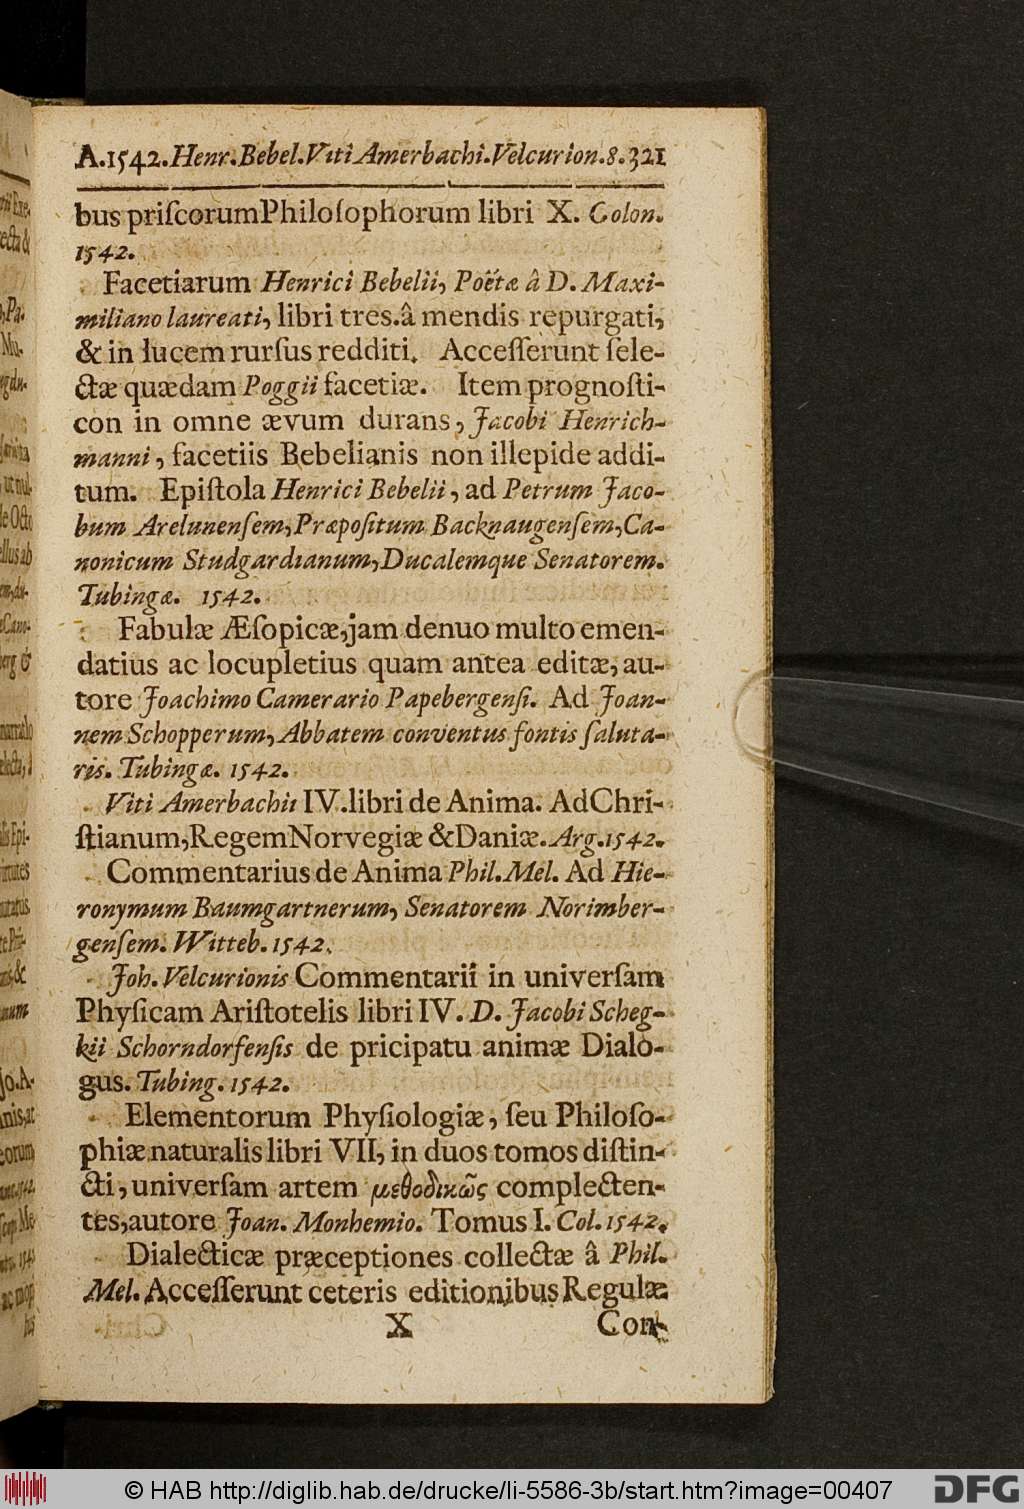 A.1542.Henr.Bebel.Viti Amerbachi.Velcurion.8.321
bus priſcorumPhiloſophorum libri X. Colon.
1542.
Facetiarum Henrici Bebelii, Poëtæ â D. Maxi-
miliano laureati, libri tres.â mendis repurgati,
& in lucem rurſus redditi. Acceſſerunt ſele-
ctæ quædam Poggii facetiæ. Item prognoſti-
con in omne ævum durans, Jacobi Henrich-
manni, facetiis Bebelianis non illepide addi-
tum. Epiſtola Henrici Bebelii, ad Petrum Jaco-
bum Arelunenſem,Præpoſitum Backnaugenſem,Ca-
nonicum Studgardianum,Ducalemque Senatorem.
Tubingæ. 1542.
Fabulæ Æſopicæ,jam denuo multo emen-
datius ac locupletius quam antea editæ, au-
tore Joachimo Camerario Papebergenſi. Ad Joan-
nem Schopperum, Abbatem conventus fontis ſaluta-
ris. Tubingæ. 1542.
Viti Amerbachii IV.libri de Anima. AdChri-
ſtianum,RegemNorvegiæ &Daniæ.Arg.1542.
Commentarius de Anima Phil.Mel. Ad Hie-
ronymum Baumgartnerum, Senatorem Norimber-
genſem. Witteb. 1542.
Joh. Velcurionis Commentarii in univerſam
Phyſicam Ariſtotelis libri IV. D. Jacobi Scheg-
kii Schorndorfenſis de pricipatu animæ Dialo-
gus. Tubing. 1542.
Elementorum Phyſiologiæ, ſeu Philoſo-
phiæ naturalis libri VII, in duos tomos diſtin-
cti, univerſam artem μεθοδικῶς complecten-
tes,autore Joan. Monhemio. Tomus I. Col. 1542.
Dialecticæ præceptiones collectæ â Phil.
Mel. Acceſſerunt ceteris editionibus Regulæ
X Con-
© HAB http://diglib.hab.de/drucke/li-5586-3b/start.htm?image=00407
DFG